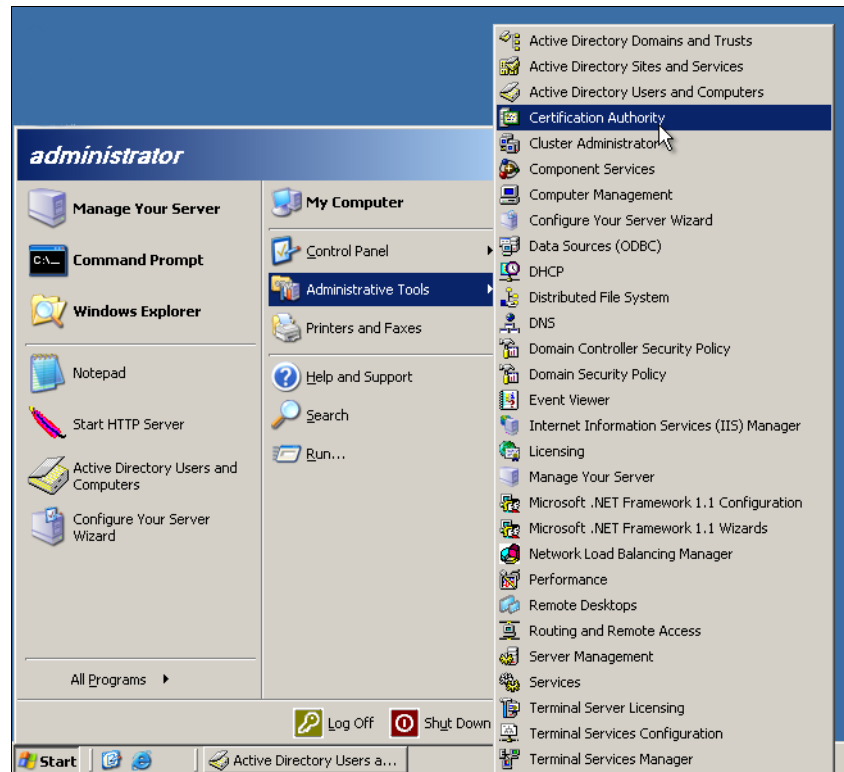 administrator
Manage Your Server
Command Prompt
Windows Explorer
Notepad
Start HTTP Server
Active Directory Users and
Computers
Configure Your Server
Wizard
All Programs
My Computer
Control Panel
Administrative Tools
Printers and Faxes
Help and Support
Search
Run...
Log Off
Shut Down
Active Directory Domains and Trusts
Active Directory Sites and Services
Active Directory Users and Computers
Certification Authority
Cluster Administrator
Component Services
Computer Management
Configure Your Server Wizard
Data Sources (ODBC)
DHCP
Distributed File System
DNS
Domain Controller Security Policy
Domain Security Policy
Event Viewer
Internet Information Services (IIS) Manager
Licensing
Manage Your Server
Microsoft .NET Framework 1.1 Configuration
Microsoft .NET Framework 1.1 Wizards
Network Load Balancing Manager
Performance
Remote Desktops
Routing and Remote Access
Server Management
Services
Terminal Server Licensing
Terminal Services Configuration
Terminal Services Manager
Start
Active Directory Users a...